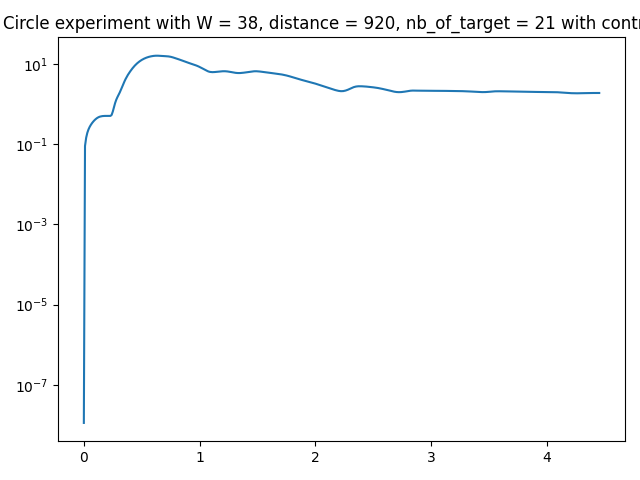 Circle experiment with W = 38, distance = 920, nb_of_target = 21 with contr
10¹
10⁻¹
10⁻³
10⁻⁵
10⁻⁷
0 1 2 3 4